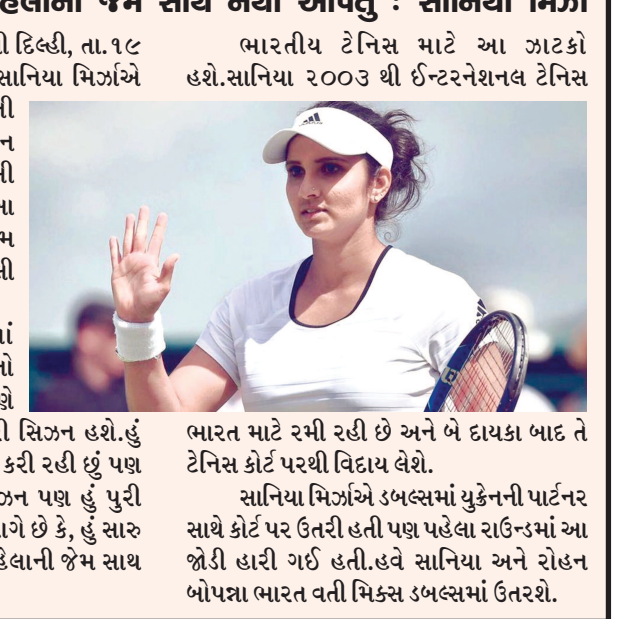 હેલાની જેમ સાથ નથી આપતુ : સાનિયા મિર્ઝા
ી દિલ્હી, તા.૧૯
સાનિયા મિર્ઝાએ
ની
ન
ની
ના
મ
લી
માં
નો
ણે
ી સિઝન હશે.હું
કરી રહી છું પણ
ઝન પણ હું પુરી
ાગે છે કે, હું સારુ
હેલાની જેમ સાથ
ભારતીય ટેનિસ માટે આ ઝાટકો
હશે.સાનિયા ૨૦૦૩ થી ઈન્ટરનેશનલ ટેનિસ
ભારત માટે રમી રહી છે અને બે દાયકા બાદ તે
ટેનિસ કોર્ટ પરથી વિદાય લેશે.
સાનિયા મિર્ઝાએ ડબલ્સમાં યુક્રેનની પાર્ટનર
સાથે કોર્ટ પર ઉતરી હતી પણ પહેલા રાઉન્ડમાં આ
જોડી હારી ગઈ હતી.હવે સાનિયા અને રોહન
બોપન્ના ભારત વતી મિક્સ ડબલ્સમાં ઉતરશે.